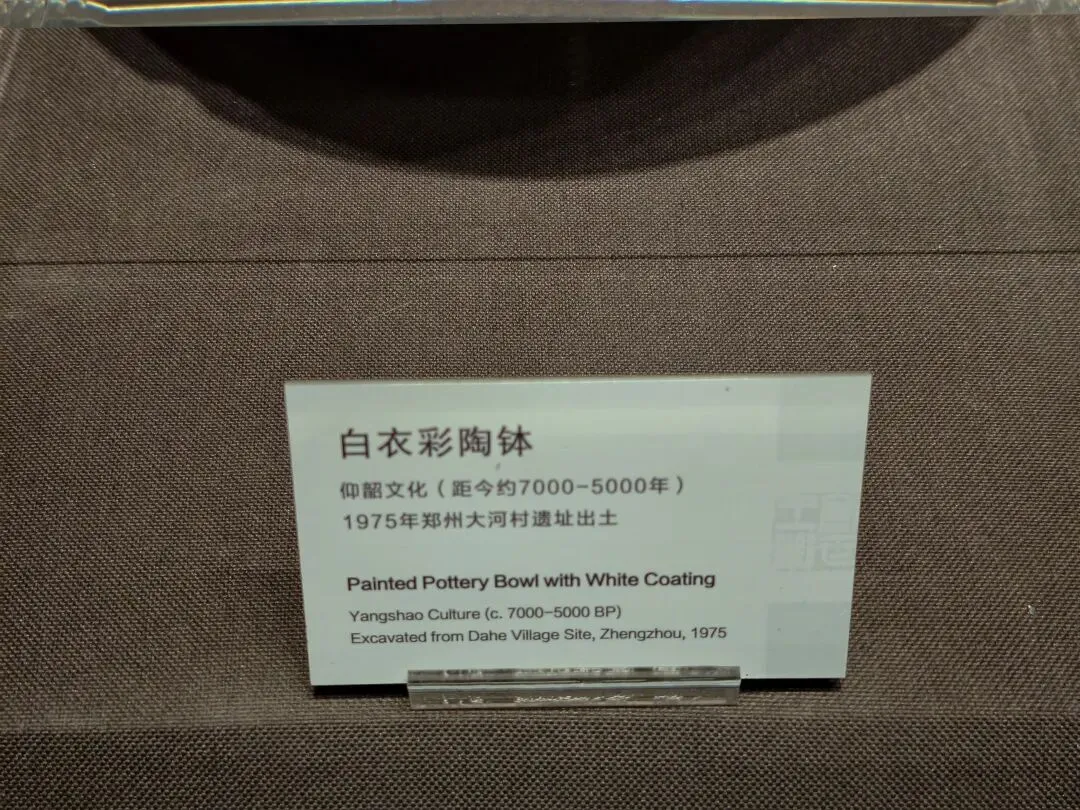 白衣彩陶钵
仰韶文化（距今约7000-5000年）
1975年郑州大河村遗址出土
Painted Pottery Bowl with White Coating
Yangshao Culture (c. 7000-5000 BP)
Excavated from Dahe Village Site, Zhengzhou, 1975